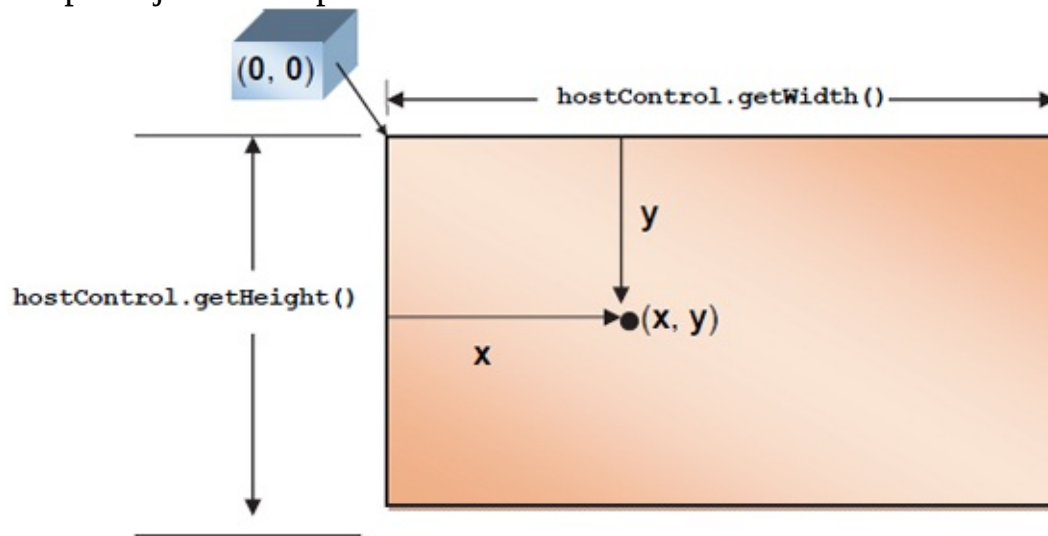 (0, 0)
hostControl.getWidth()
y
hostControl.getHeight()
(x, y)
x